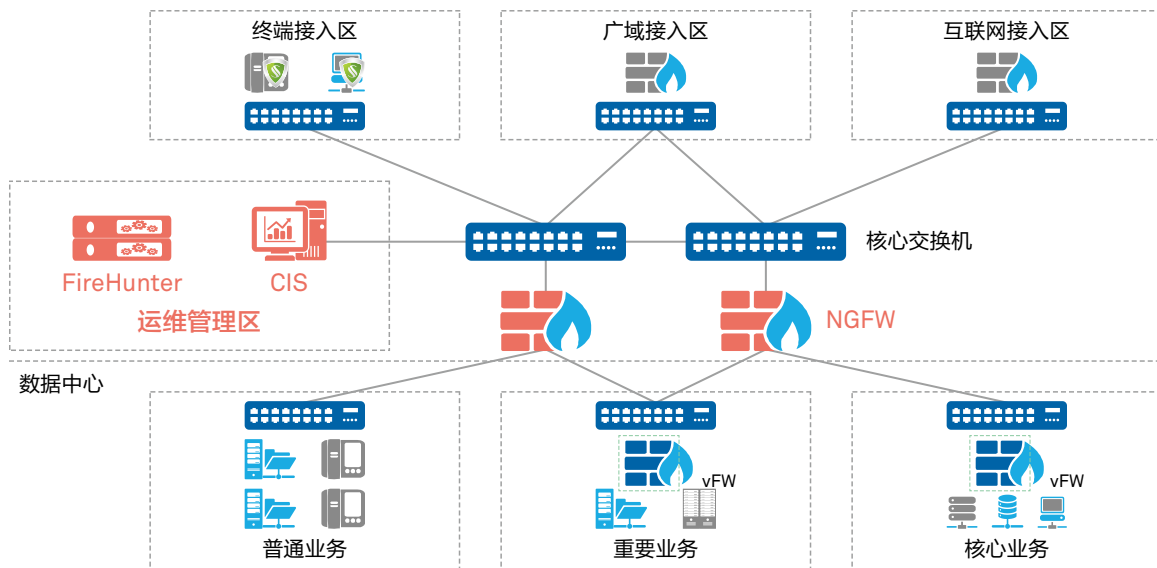 终端接入区
广域接入区
互联网接入区
核心交换机
FireHunter
CIS
运维管理区
NGFW
数据中心
vFW
vFW
普通业务
重要业务
核心业务